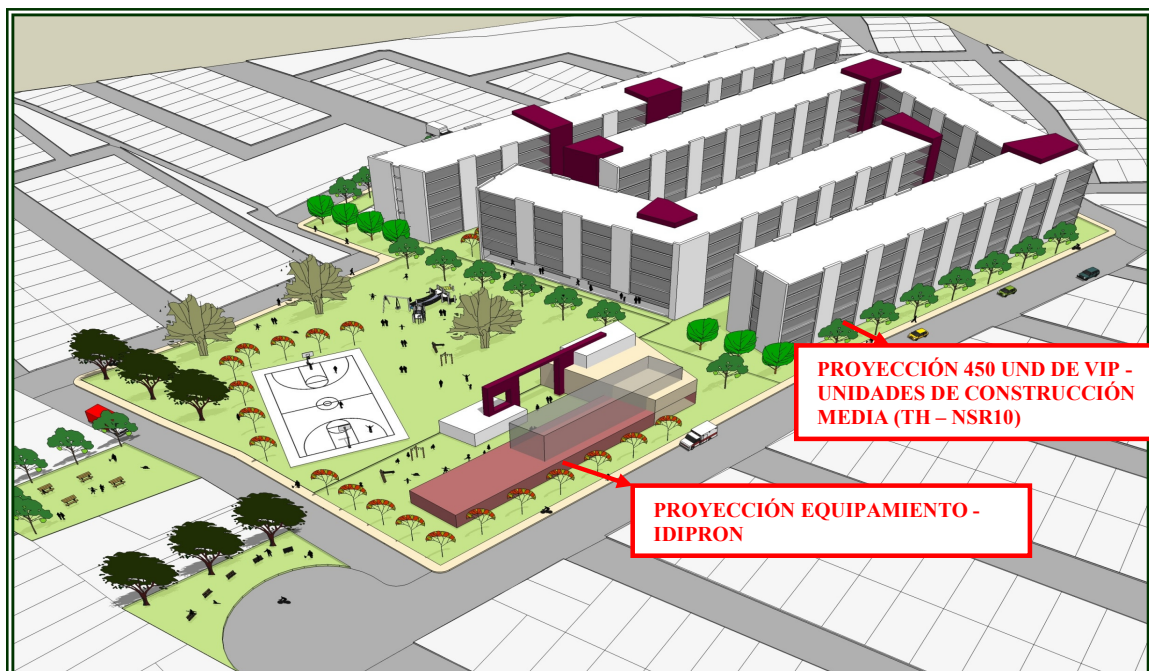 PROYECCIÓN 450 UND DE VIP -
UNIDADES DE CONSTRUCCIÓN
MEDIA (TH – NSR10)
PROYECCIÓN EQUIPAMIENTO -
IDIPRON